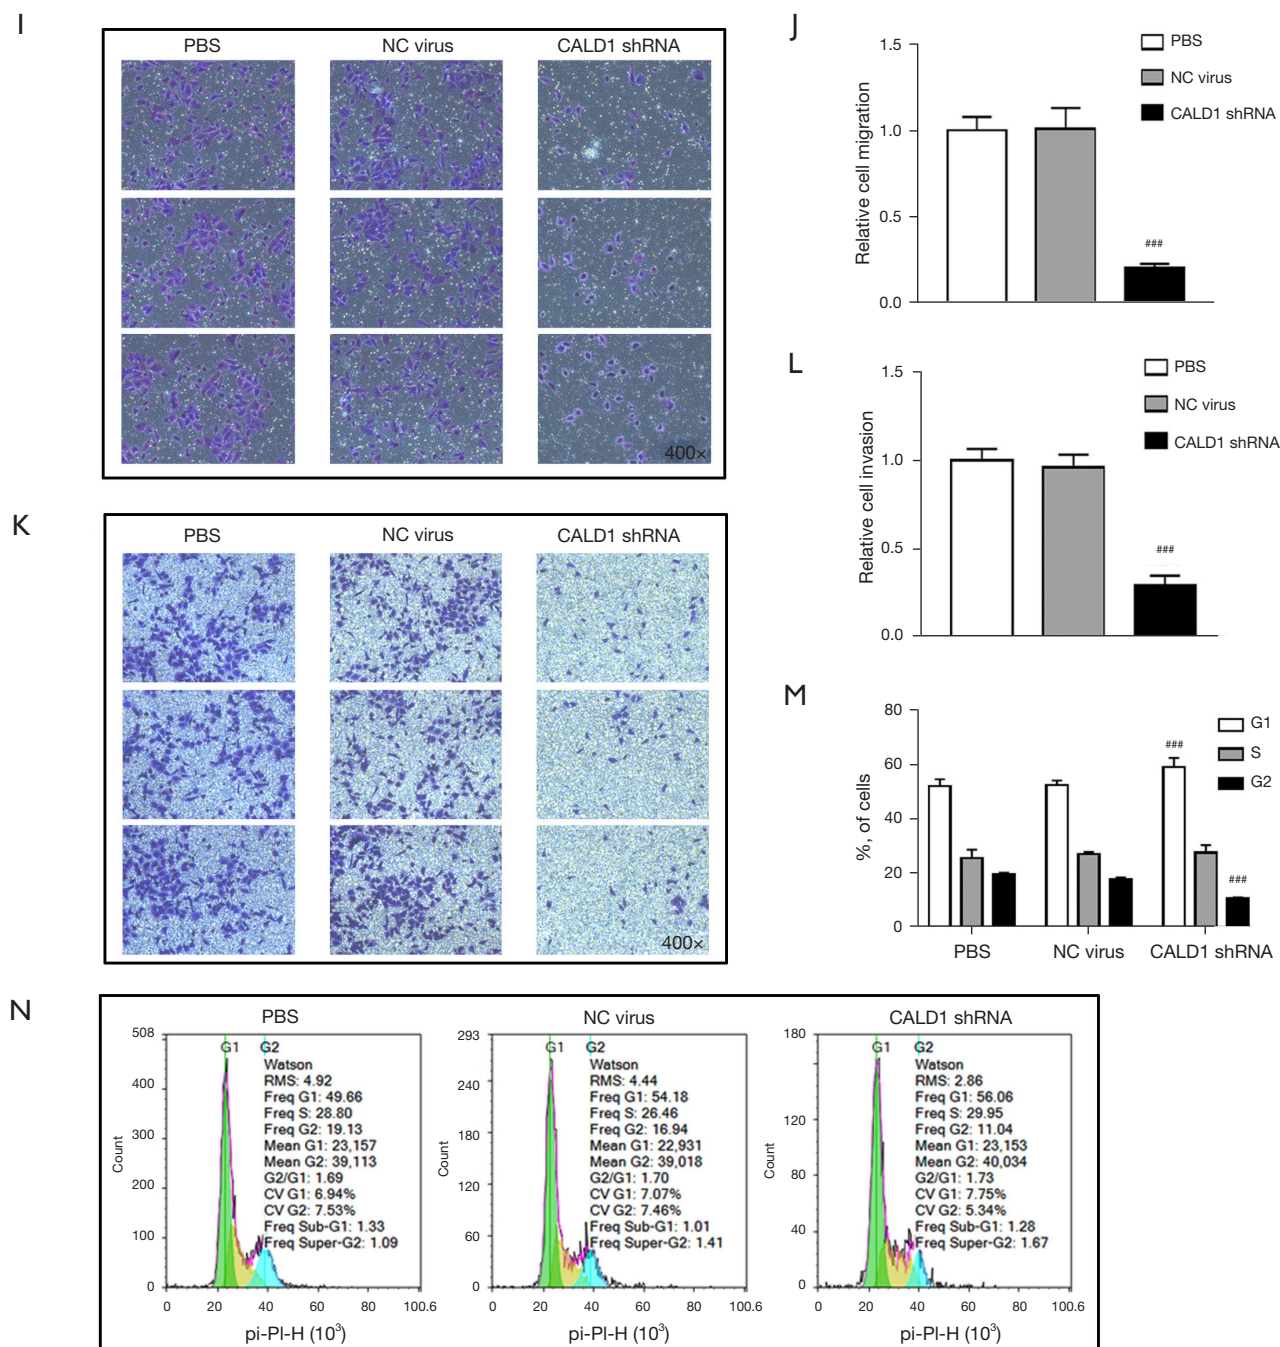 I
PBS NC virus CALD1 shRNA
400×
J
Relative cell migration
1.5
1.0
0.5
0.0
PBS
NC virus
CALD1 shRNA
###
K
PBS NC virus CALD1 shRNA
400×
L
Relative cell invasion
1.5
1.0
0.5
0.0
PBS
NC virus
CALD1 shRNA
###
M
%, of cells
80
60
40
20
0
G1
S
G2
###
###
PBS NC virus CALD1 shRNA
N
PBS
Count
508
400
300
200
100
0
G1 G2
Watson
RMS: 4.92
Freq G1: 49.66
Freq S: 28.80
Freq G2: 19.13
Mean G1: 23,157
Mean G2: 39,113
G2/G1: 1.69
CV G1: 6.94%
CV G2: 7.53%
Freq Sub-G1: 1.33
Freq Super-G2: 1.09
0 20 40 60 100.6
pi-PI-H (10³)
NC virus
Count
293
240
180
120
60
0
G1 G2
Watson
RMS: 4.44
Freq G1: 54.18
Freq S: 26.46
Freq G2: 16.94
Mean G1: 22,931
Mean G2: 39,018
G2/G1: 1.70
CV G1: 7.07%
CV G2: 7.46%
Freq Sub-G1: 1.01
Freq Super-G2: 1.41
0 20 40 60 100.6
pi-PI-H (10³)
CALD1 shRNA
Count
180
120
80
40
0
G1 G2
Watson
RMS: 2.86
Freq G1: 56.06
Freq S: 29.95
Freq G2: 11.04
Mean G1: 23,153
Mean G2: 40,034
G2/G1: 1.73
CV G1: 7.75%
CV G2: 5.34%
Freq Sub-G1: 1.28
Freq Super-G2: 1.67
0 20 40 60 100.6
pi-PI-H (10³)